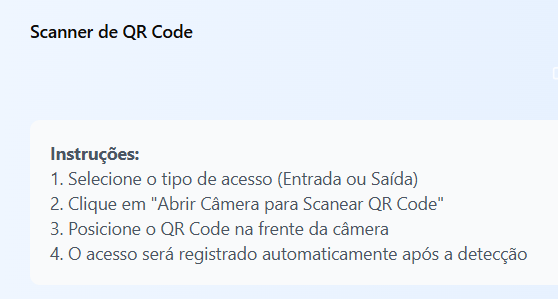 Scanner de QR Code
Instruções:
1. Selecione o tipo de acesso (Entrada ou Saída)
2. Clique em "Abrir Câmera para Scanear QR Code"
3. Posicione o QR Code na frente da câmera
4. O acesso será registrado automaticamente após a detecção